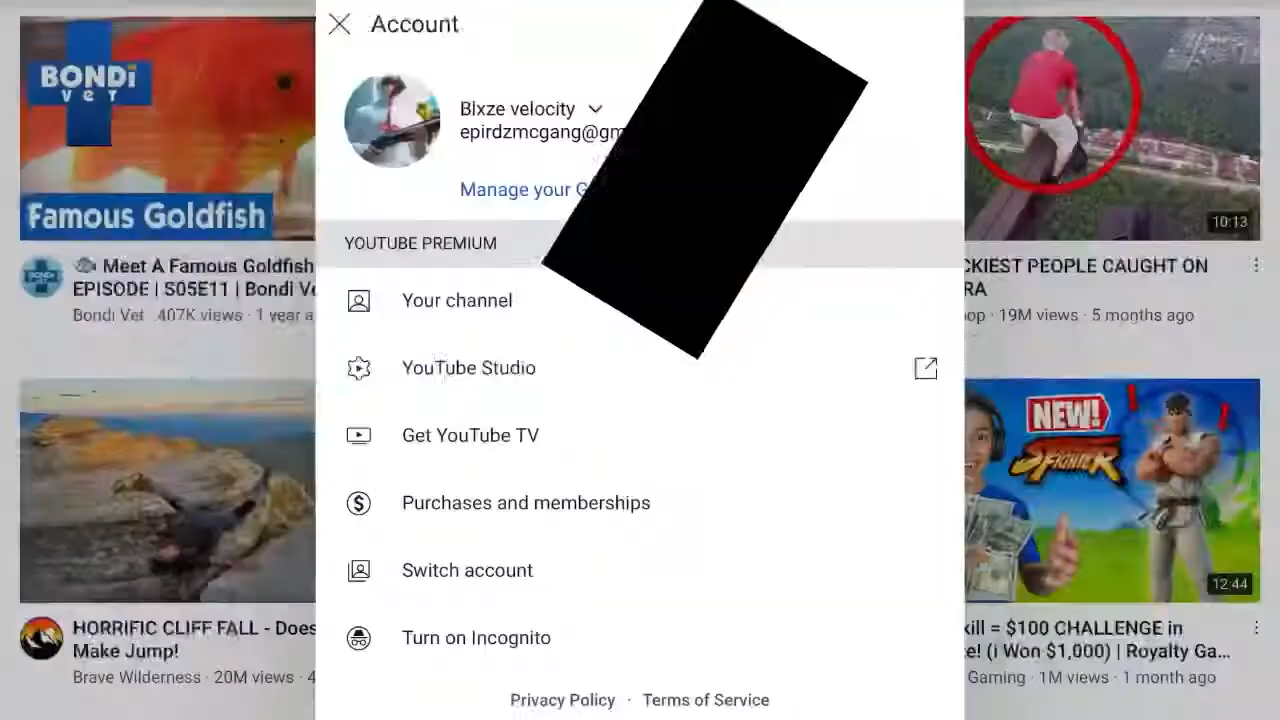 Account
Blxze velocity
epirdzmcgang@gm
Manage your G
YOUTUBE PREMIUM
Your channel
YouTube Studio
Get YouTube TV
Purchases and memberships
Switch account
Turn on Incognito
Privacy Policy · Terms of Service
BONDi
VeT
Famous Goldfish
Meet A Famous Goldfish
EPISODE | S05E11 | Bondi Ve
Bondi Vet 407K views · 1 year a
HORRIFIC CLIFF FALL - Does
Make Jump!
Brave Wilderness · 20M views · 4
10:13
CKIEST PEOPLE CAUGHT ON
RA
op · 19M views · 5 months ago
NEW!
FIGHTER
12:44
kill = $100 CHALLENGE in
e! (i Won $1,000) | Royalty Ga...
Gaming · 1M views · 1 month ago